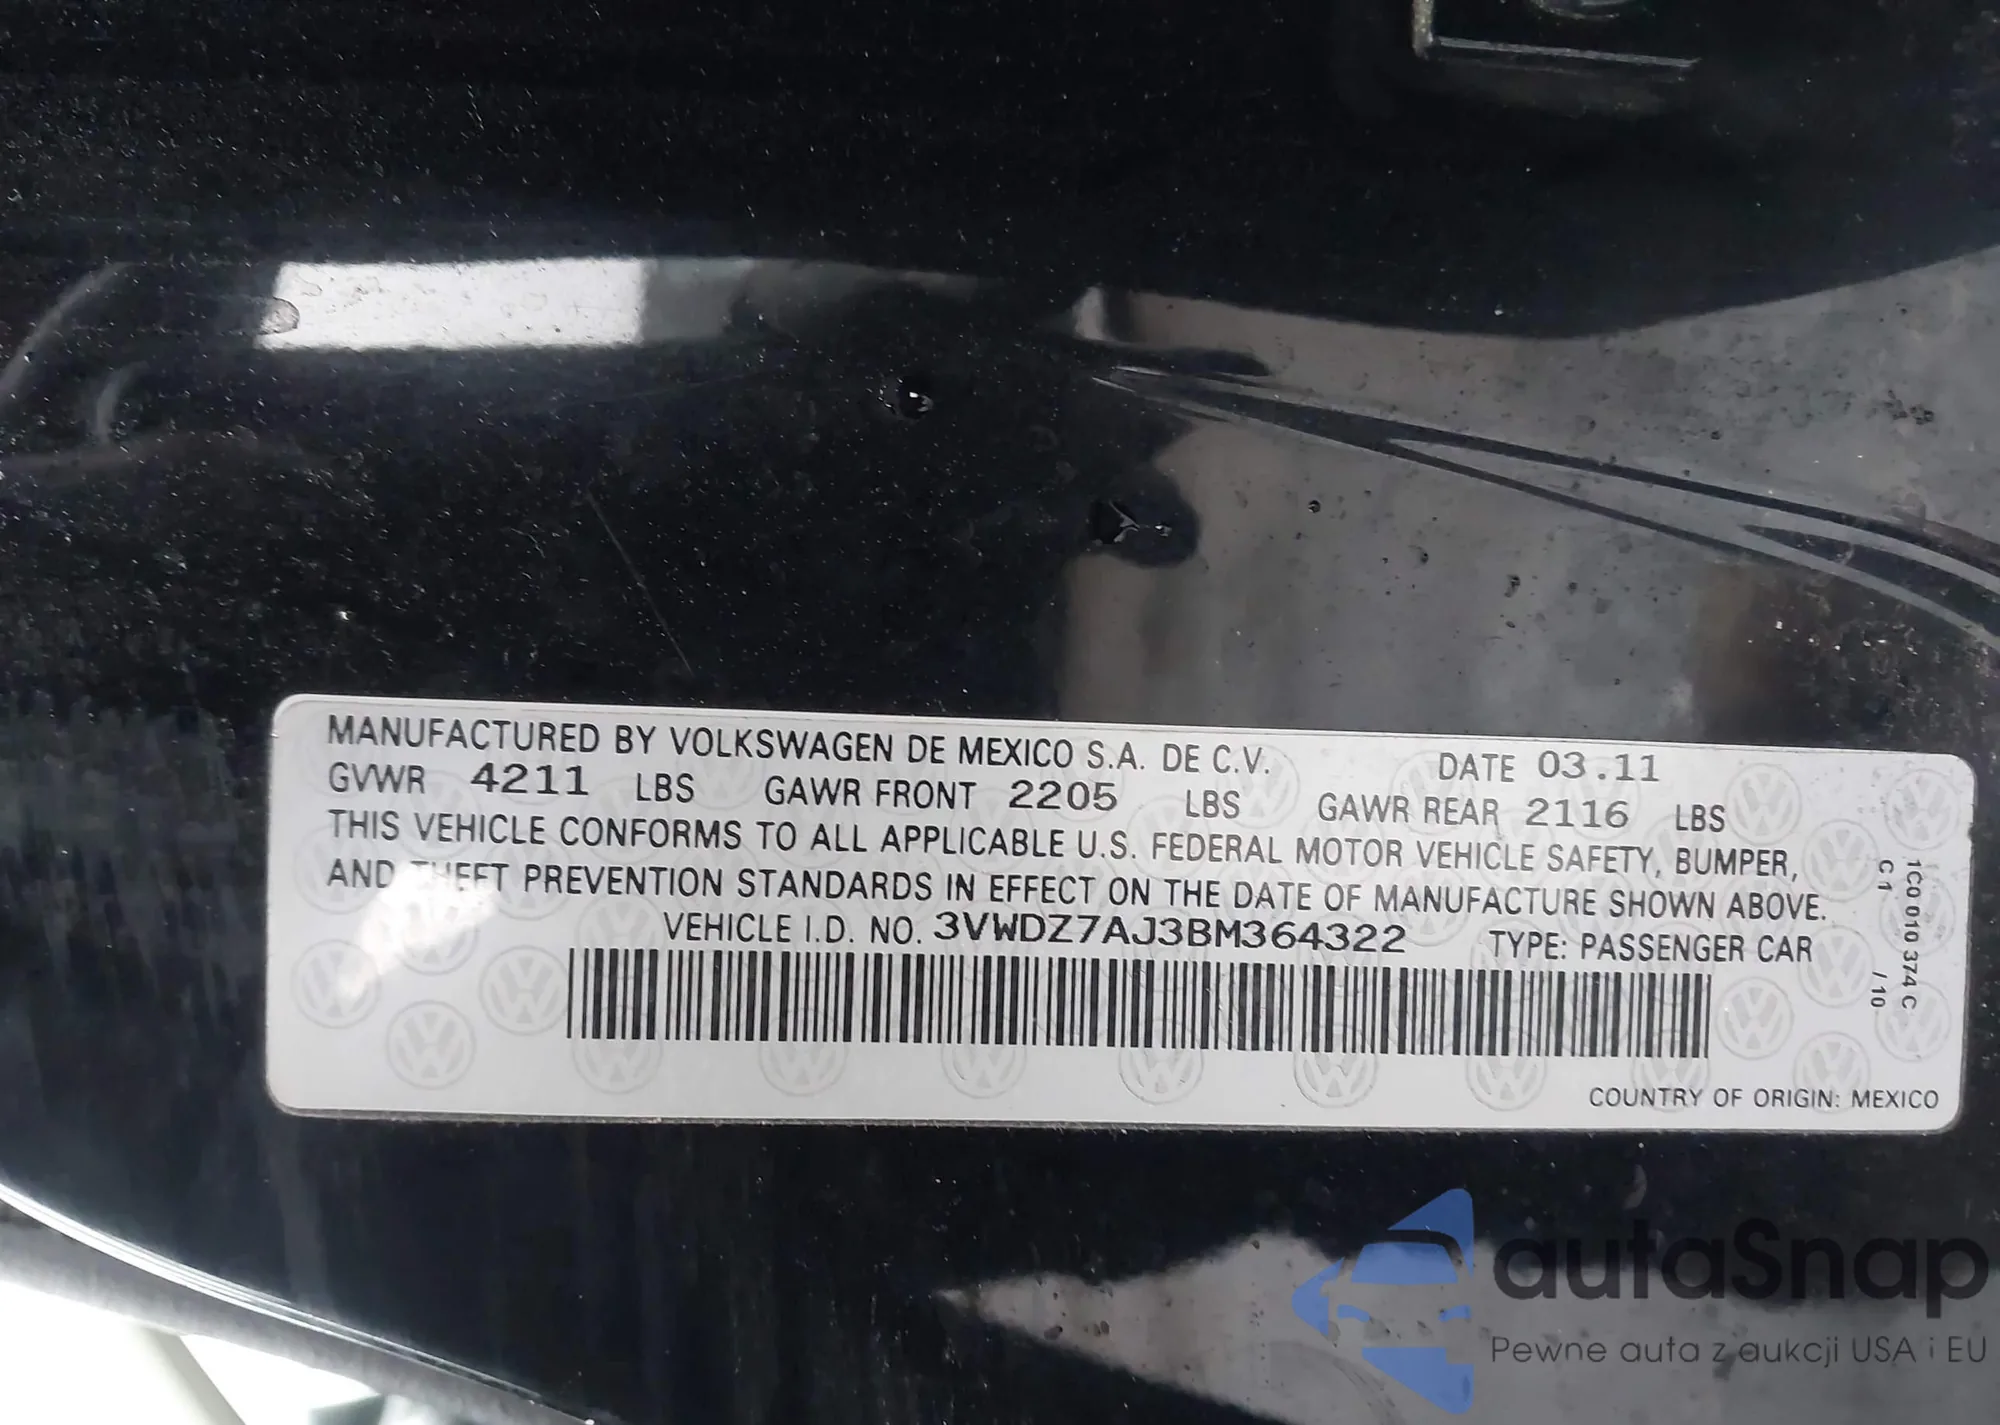 MANUFACTURED BY VOLKSWAGEN DE MEXICO S.A. DE C.V. DATE 03.11
GVWR 4211 LBS GAWR FRONT 2205 LBS GAWR REAR 2116 LBS
THIS VEHICLE CONFORMS TO ALL APPLICABLE U.S. FEDERAL MOTOR VEHICLE SAFETY, BUMPER,
AND THEFT PREVENTION STANDARDS IN EFFECT ON THE DATE OF MANUFACTURE SHOWN ABOVE.
VEHICLE I.D. NO. 3VWDZ7AJ3BM364322 TYPE: PASSENGER CAR
1C0 010 374 C
C 1 / 10
COUNTRY OF ORIGIN: MEXICO
autaSnap
Pewne auta z aukcji USA i EU